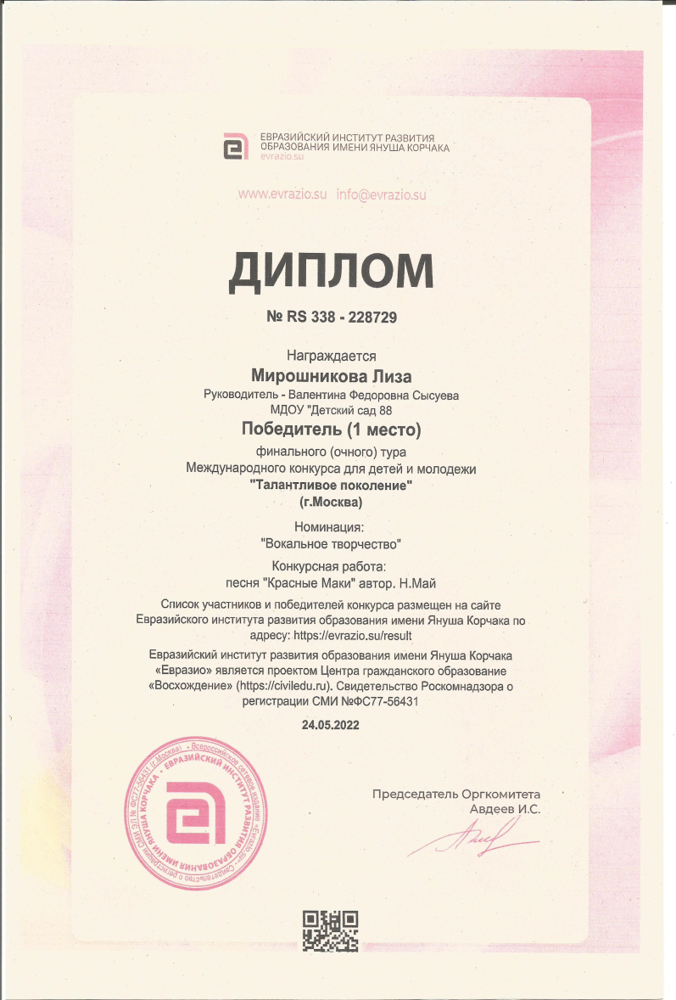 ЕВРАЗИЙСКИЙ ИНСТИТУТ РАЗВИТИЯ
ОБРАЗОВАНИЯ ИМЕНИ ЯНУША КОРЧАКА
evrazio.su
www.evrazio.su info@evrazio.su
ДИПЛОМ
№ RS 338 - 228729
Награждается
Мирошникова Лиза
Руководитель - Валентина Федоровна Сысуева
МДОУ "Детский сад 88
Победитель (1 место)
финального (очного) тура
Международного конкурса для детей и молодежи
"Талантливое поколение"
(г.Москва)
Номинация:
"Вокальное творчество"
Конкурсная работа:
песня "Красные Маки" автор. Н.Май
Список участников и победителей конкурса размещен на сайте
Евразийского института развития образования имени Януша Корчака по
адресу: https://evrazio.su/result
Евразийский институт развития образования имени Януша Корчака
«Евразио» является проектом Центра гражданского образование
«Восхождение» (https://civiledu.ru). Свидетельство Роскомнадзора о
регистрации СМИ №ФС77-56431
24.05.2022
Председатель Оргкомитета
Авдеев И.С.
Всероссийское сетевое издание «Evrazio.su» - Свидетельство о регистрации СМИ ЭЛ № ФС77-56431 (г.Москва) •
ЕВРАЗИЙСКИЙ ИНСТИТУТ РАЗВИТИЯ ОБРАЗОВАНИЯ ИМЕНИ ЯНУША КОРЧАКА •